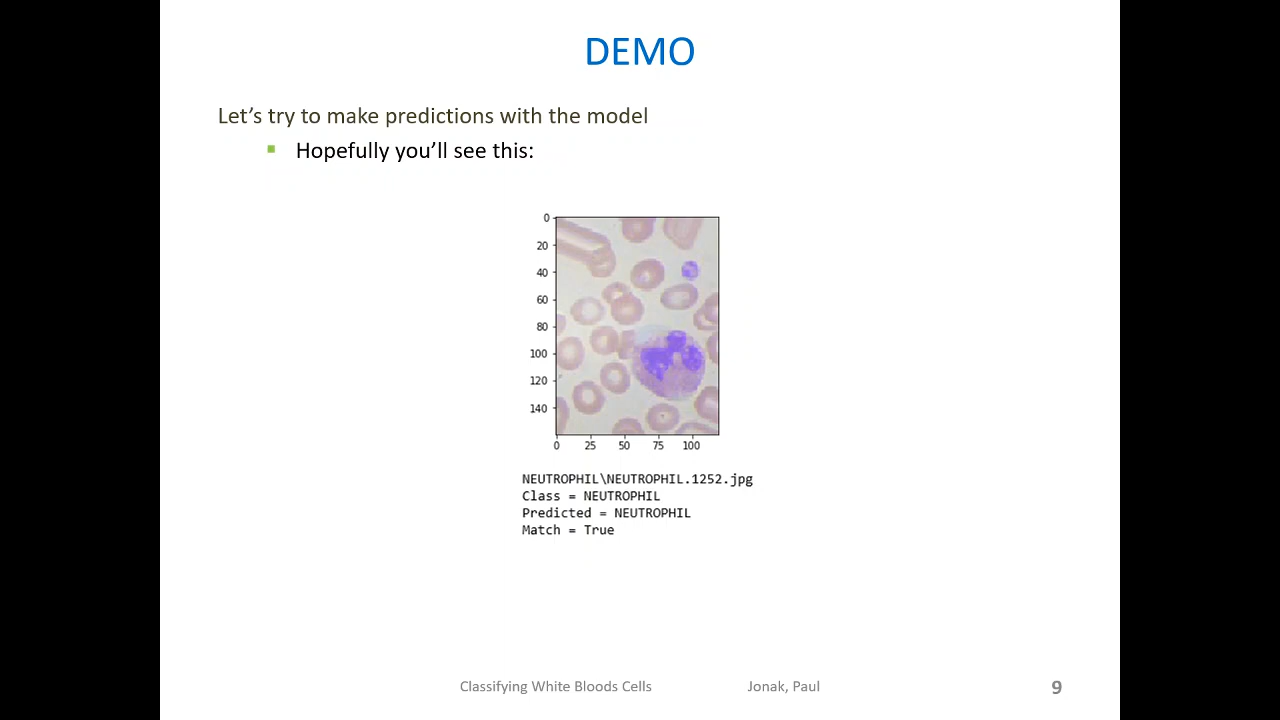 DEMO
Let's try to make predictions with the model
Hopefully you'll see this:
0
20
40
60
80
100
120
140
0 25 50 75 100
NEUTROPHIL\NEUTROPHIL.1252.jpg
Class = NEUTROPHIL
Predicted = NEUTROPHIL
Match = True
Classifying White Bloods Cells Jonak, Paul 9